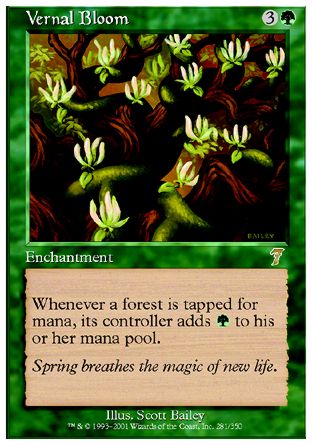 Vernal Bloom 3
BAILEY
Enchantment 7
Whenever a forest is tapped for
mana, its controller adds to his
or her mana pool.
Spring breathes the magic of new life.
Illus. Scott Bailey
™ & © 1993–2001 Wizards of the Coast, Inc. 281/350